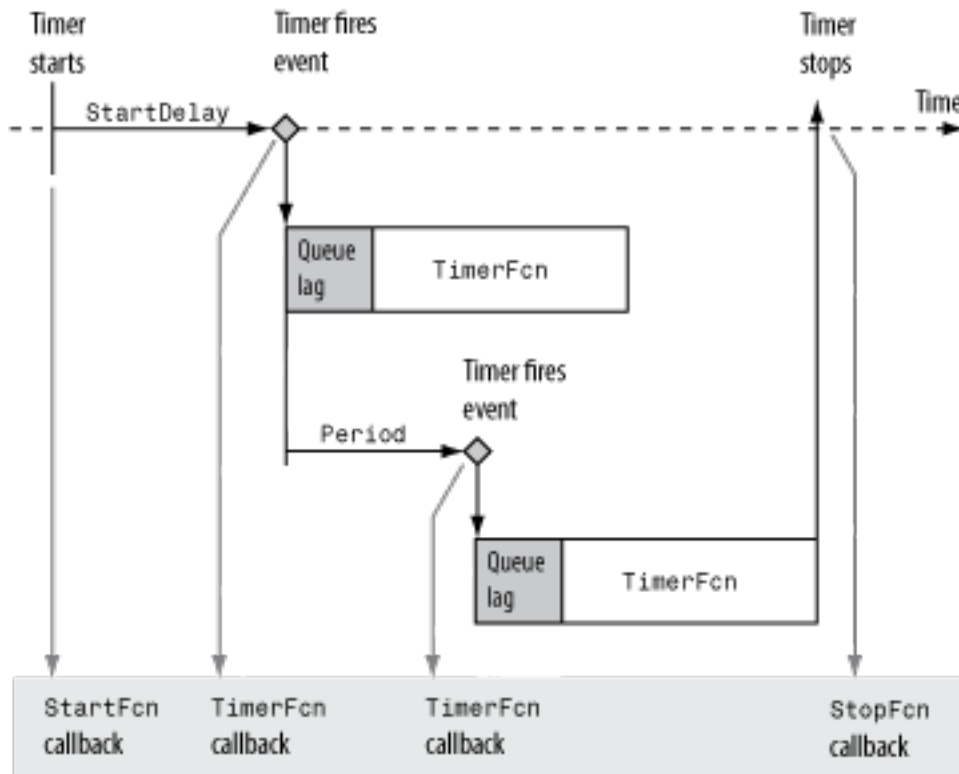 Timer
starts
Timer fires
event
Timer
stops
StartDelay
Time
Queue
lag
TimerFcn
Timer fires
event
Period
Queue
lag
TimerFcn
StartFcn
callback
TimerFcn
callback
TimerFcn
callback
StopFcn
callback